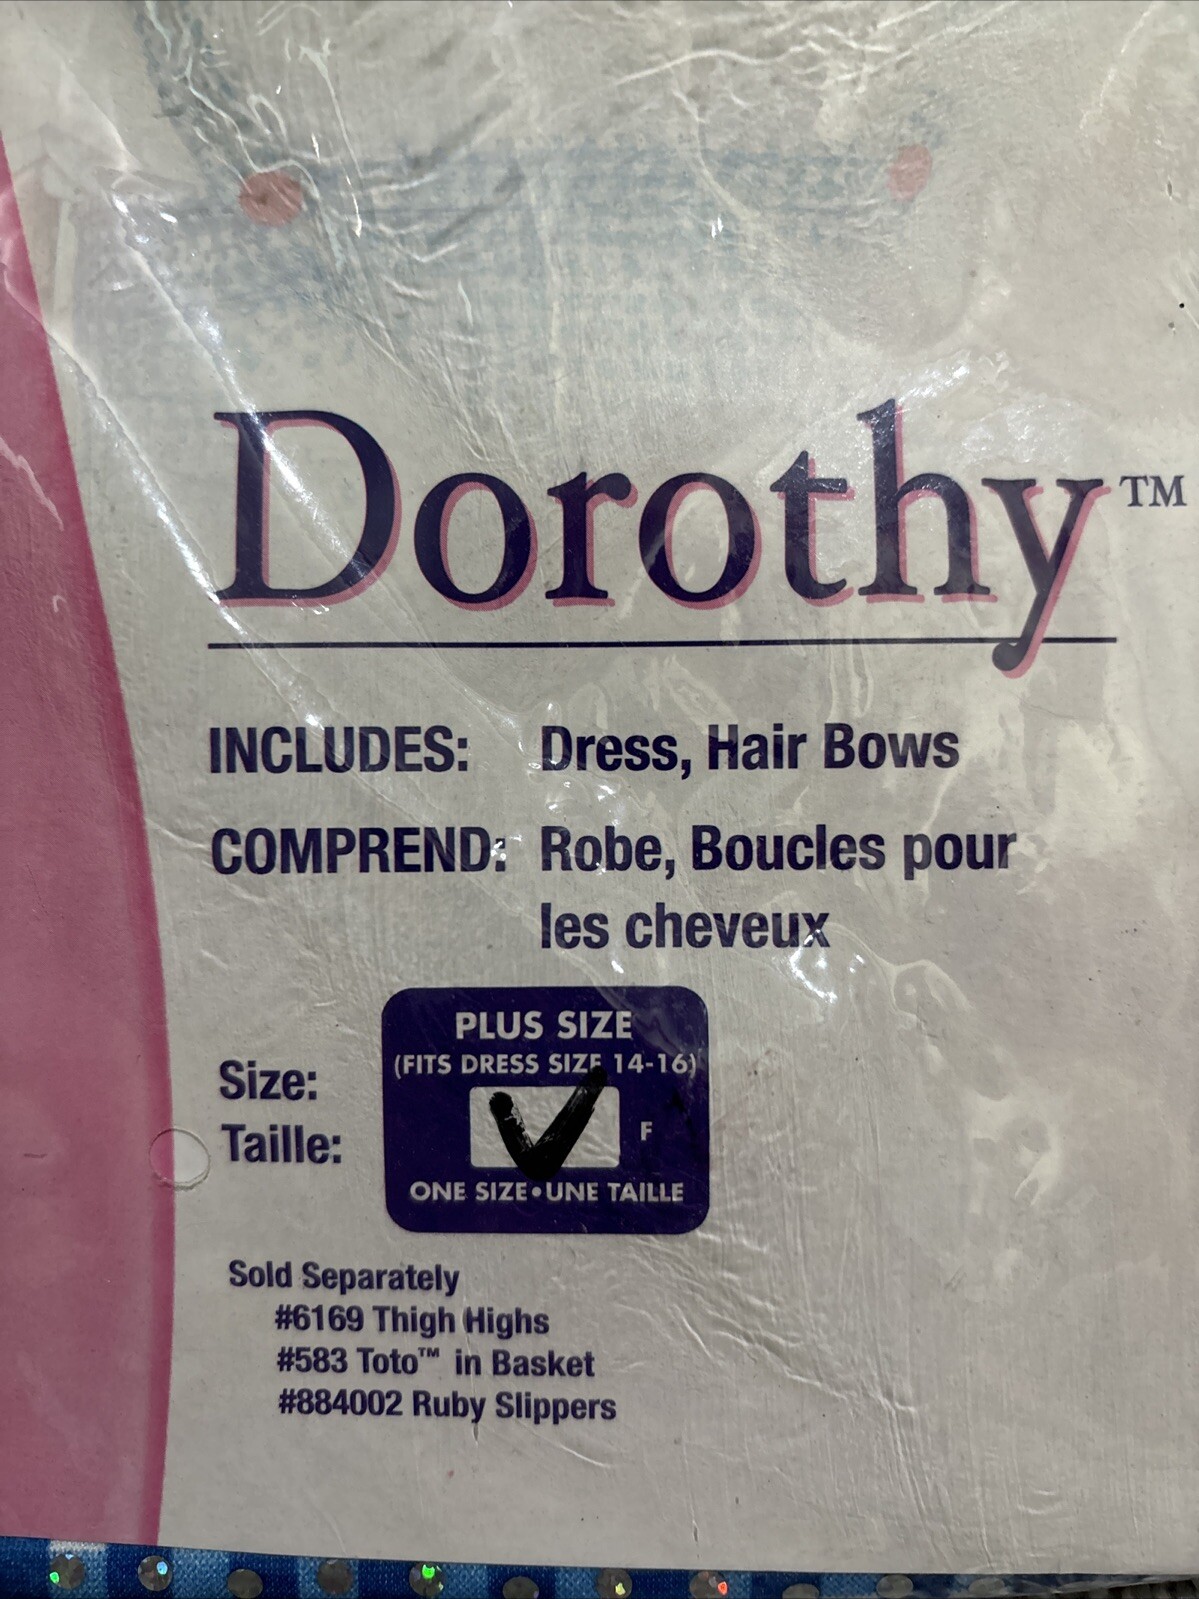 Dorothy™
INCLUDES: Dress, Hair Bows
COMPREND: Robe, Boucles pour
les cheveux
Size:
Taille:
PLUS SIZE
(FITS DRESS SIZE 14-16)
F
ONE SIZE•UNE TAILLE
Sold Separately
#6169 Thigh Highs
#583 Toto™ in Basket
#884002 Ruby Slippers